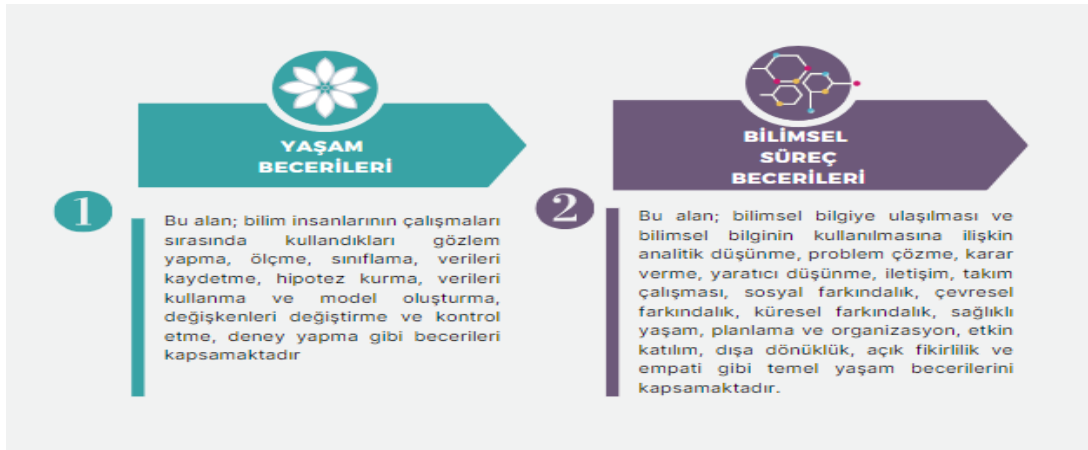 YAŞAM
BECERİLERİ
1
Bu alan; bilim insanlarının çalışmaları
sırasında kullandıkları gözlem
yapma, ölçme, sınıflama, verileri
kaydetme, hipotez kurma, verileri
kullanma ve model oluşturma,
değişkenleri değiştirme ve kontrol
etme, deney yapma gibi becerileri
kapsamaktadır
BİLİMSEL
SÜREÇ
BECERİLERİ
2
Bu alan; bilimsel bilgiye ulaşılması ve
bilimsel bilginin kullanılmasına ilişkin
analitik düşünme, problem çözme, karar
verme, yaratıcı düşünme, iletişim, takım
çalışması, sosyal farkındalık, çevresel
farkındalık, küresel farkındalık, sağlıklı
yaşam, planlama ve organizasyon, etkin
katılım, dışa dönüklük, açık fikirlilik ve
empati gibi temel yaşam becerilerini
kapsamaktadır.